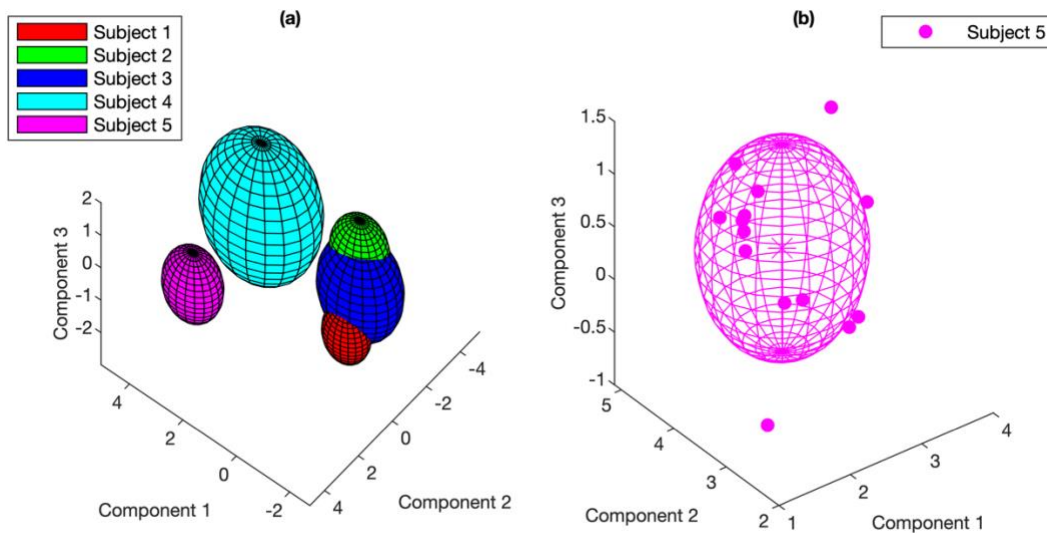 (a)
Subject 1
Subject 2
Subject 3
Subject 4
Subject 5
Component 3
2
1
0
-1
-2
4
2
0
-2
Component 1
4
2
0
-2
-4
Component 2
(b)
Subject 5
Component 3
1.5
1
0.5
0
-0.5
-1
5
4
3
2
Component 2
1
2
3
4
Component 1